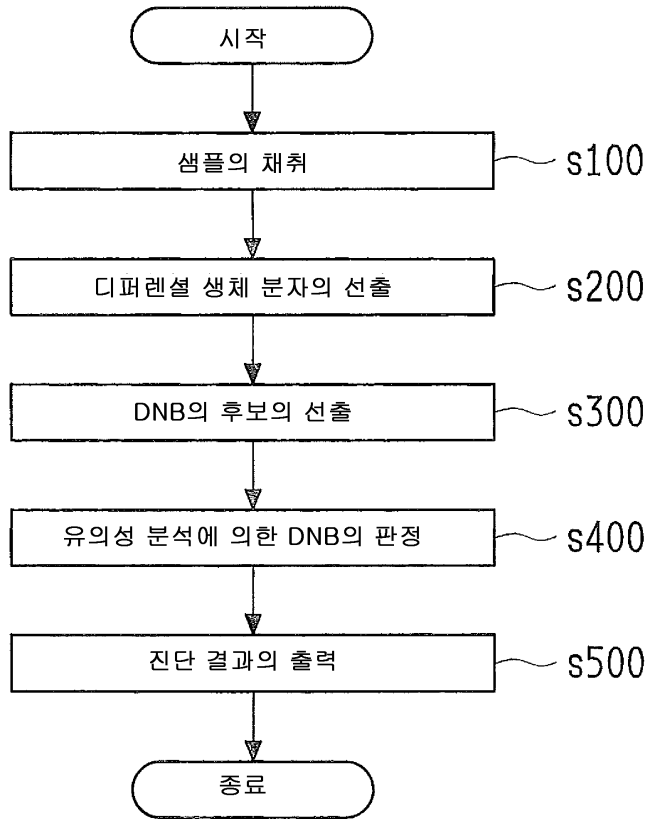 시작
샘플의 채취
s100
디퍼렌셜 생체 분자의 선출
s200
DNB의 후보의 선출
s300
유의성 분석에 의한 DNB의 판정
s400
진단 결과의 출력
s500
종료